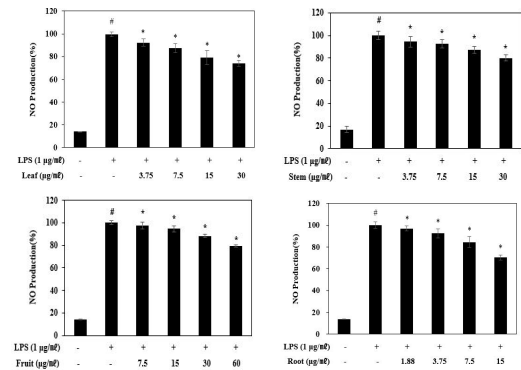 120
100
80
60
40
20
0
NO Production(%)
# * * * *
LPS (1 μg/㎖) - + + + + +
Leaf (μg/㎖) - - 3.75 7.5 15 30
120
100
80
60
40
20
0
NO Production(%)
# * * * *
LPS (1 μg/㎖) - + + + + +
Stem (μg/㎖) - - 3.75 7.5 15 30
120
100
80
60
40
20
0
NO Production(%)
# * * * *
LPS (1 μg/㎖) - + + + + +
Fruit (μg/㎖) - - 7.5 15 30 60
120
100
80
60
40
20
0
NO Production(%)
# * * * *
LPS (1 μg/㎖) - + + + + +
Root (μg/㎖) - - 1.88 3.75 7.5 15